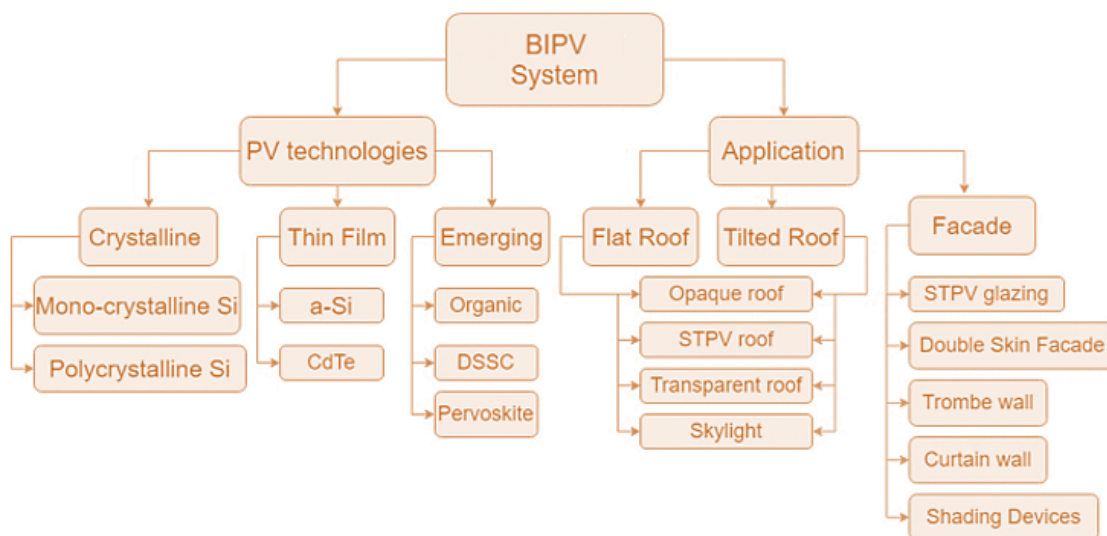 BIPV
System
PV technologies
Application
Crystalline
Thin Film
Emerging
Flat Roof
Tilted Roof
Facade
Mono-crystalline Si
Polycrystalline Si
a-Si
CdTe
Organic
DSSC
Pervoskite
Opaque roof
STPV roof
Transparent roof
Skylight
STPV glazing
Double Skin Facade
Trombe wall
Curtain wall
Shading Devices